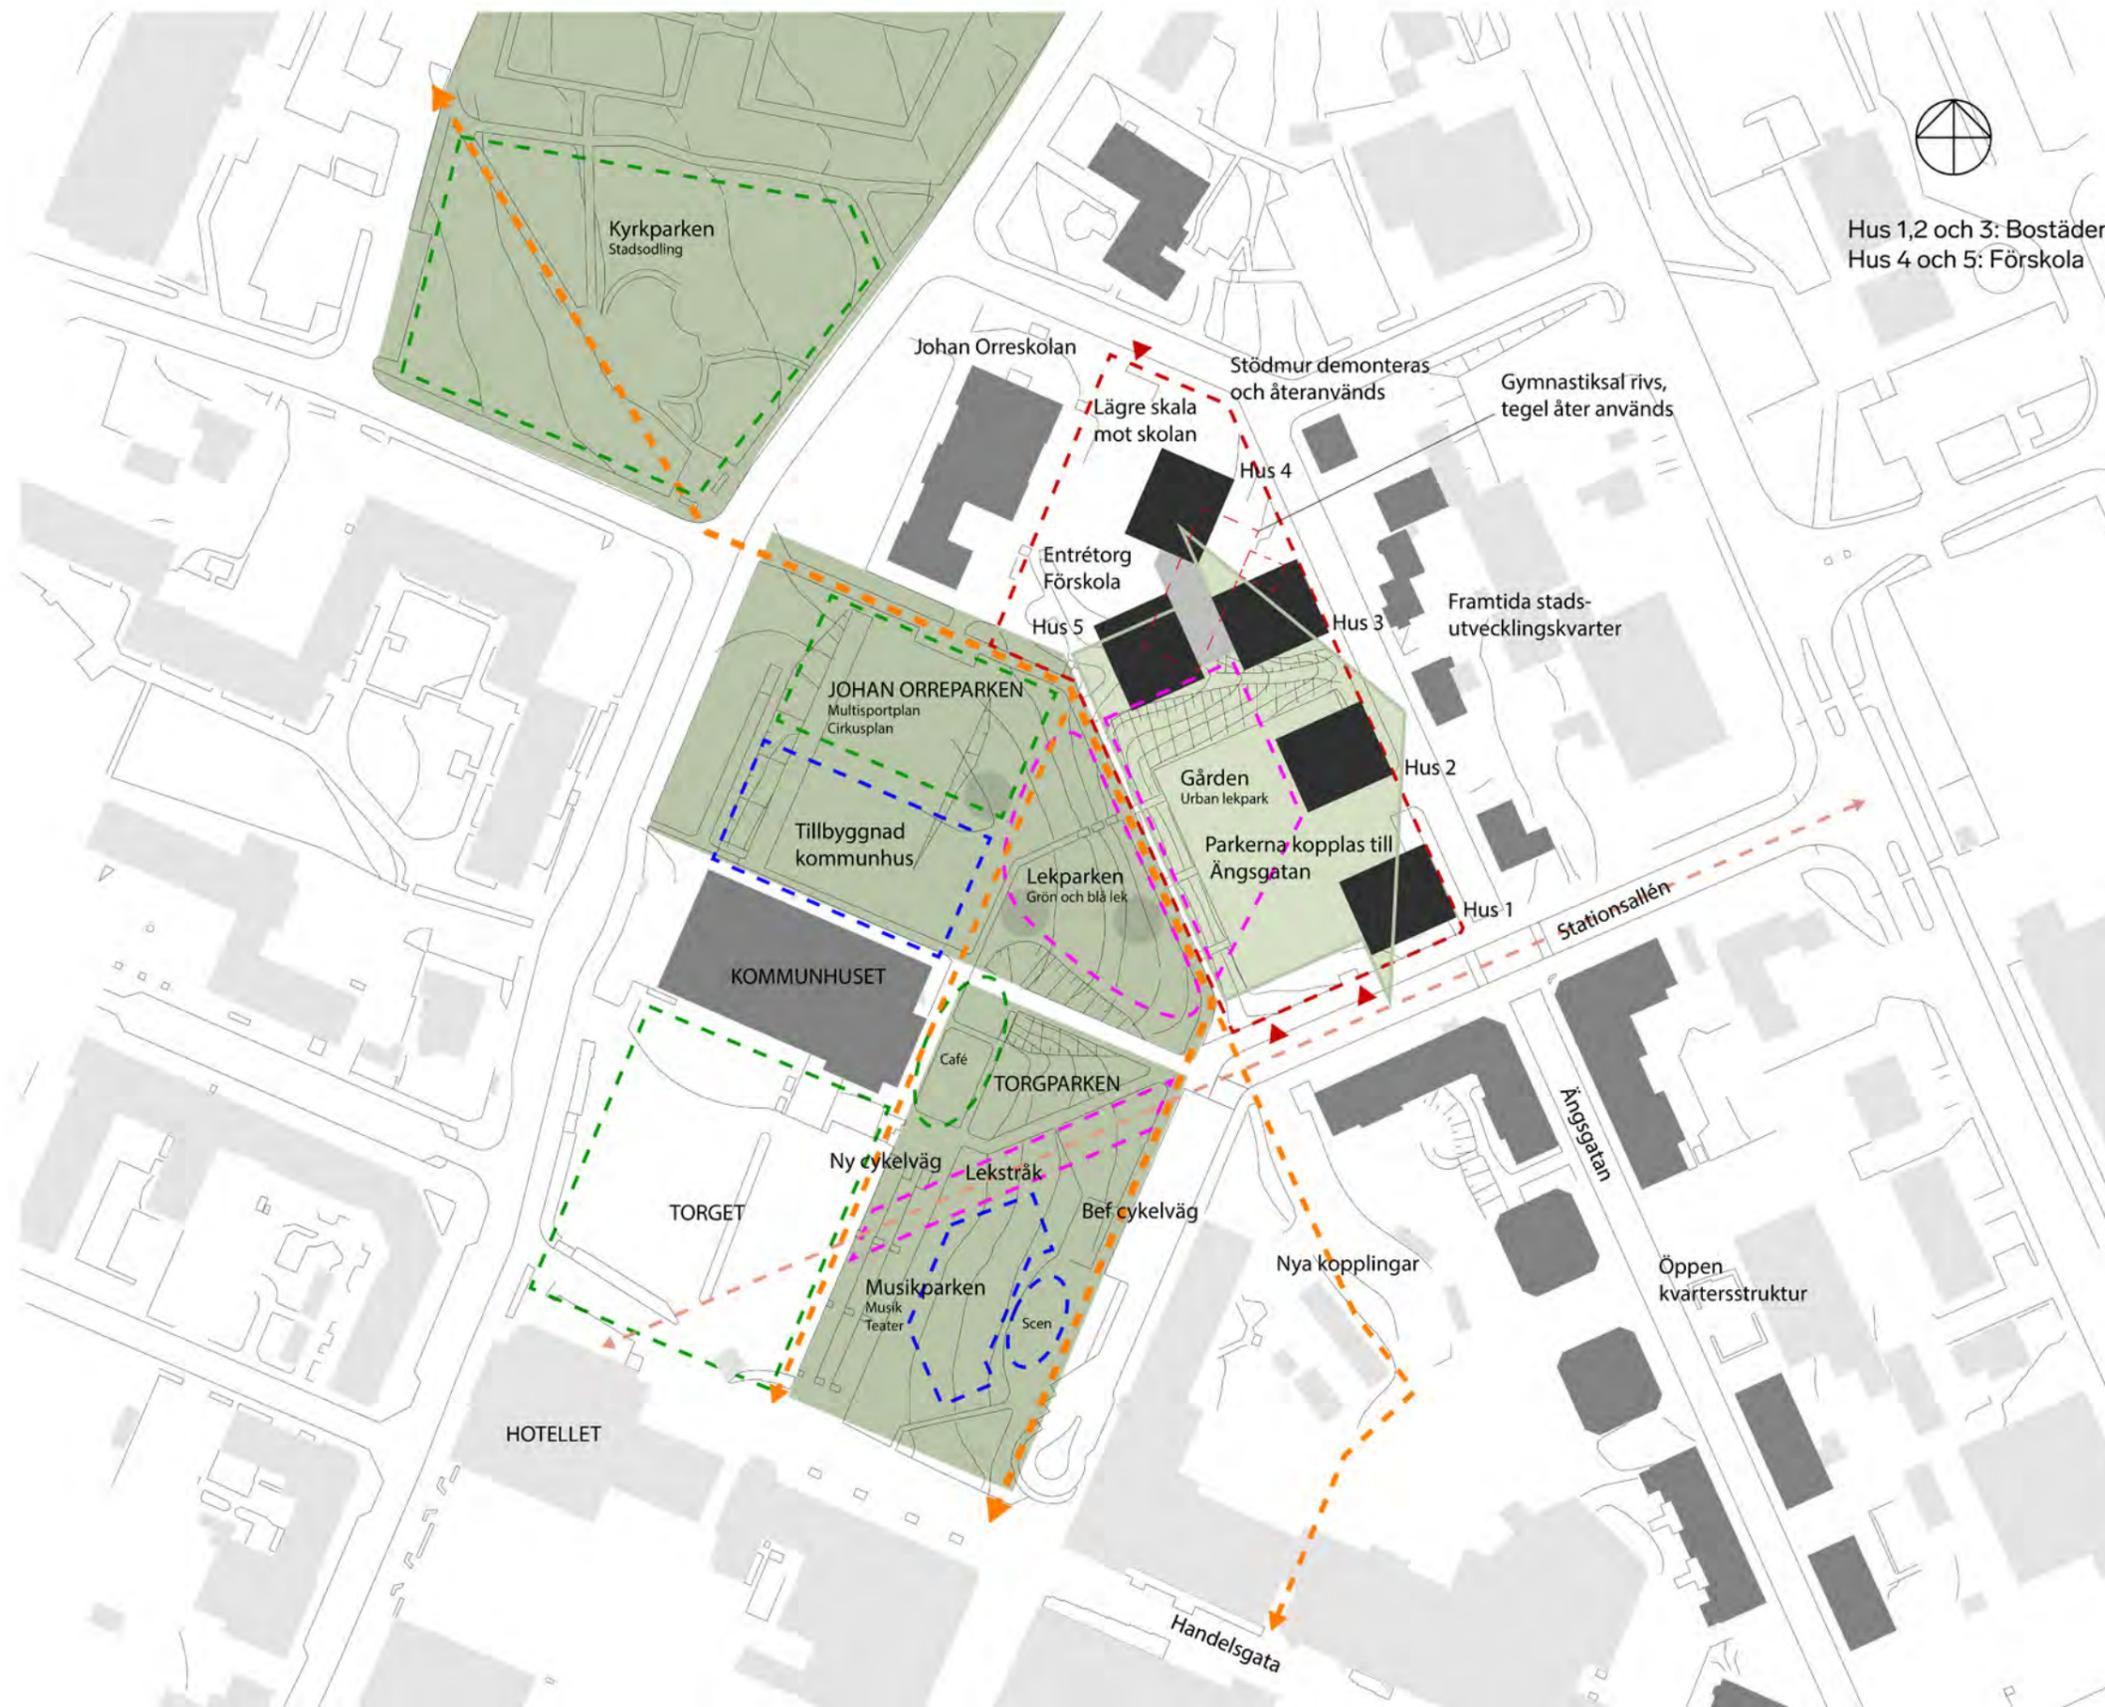 Kyrkparken
Stadsodling
Hus 1,2 och 3: Bostäder
Hus 4 och 5: Förskola
Johan Orreskolan
Stödmur demonteras
och återanvänds
Gymnastiksal rivs,
tegel åter används
Lägre skala
mot skolan
Hus 4
Entrétorg
Förskola
Hus 5
Hus 3
Framtida stads-
utvecklingskvarter
JOHAN ORREPARKEN
Multisportplan
Cirkusplan
Gården
Urban lekpark
Hus 2
Tillbyggnad
kommunhus
Parkerna kopplas till
Ängsgatan
Lekparken
Grön och blå lek
Hus 1
Stationsallén
KOMMUNHUSET
Café
TORGPARKEN
Ängsgatan
Ny cykelväg
Lekstråk
TORGET
Bef cykelväg
Nya kopplingar
Öppen
kvartersstruktur
Musikparken
Musik
Teater
Scen
HOTELLET
Handelsgata